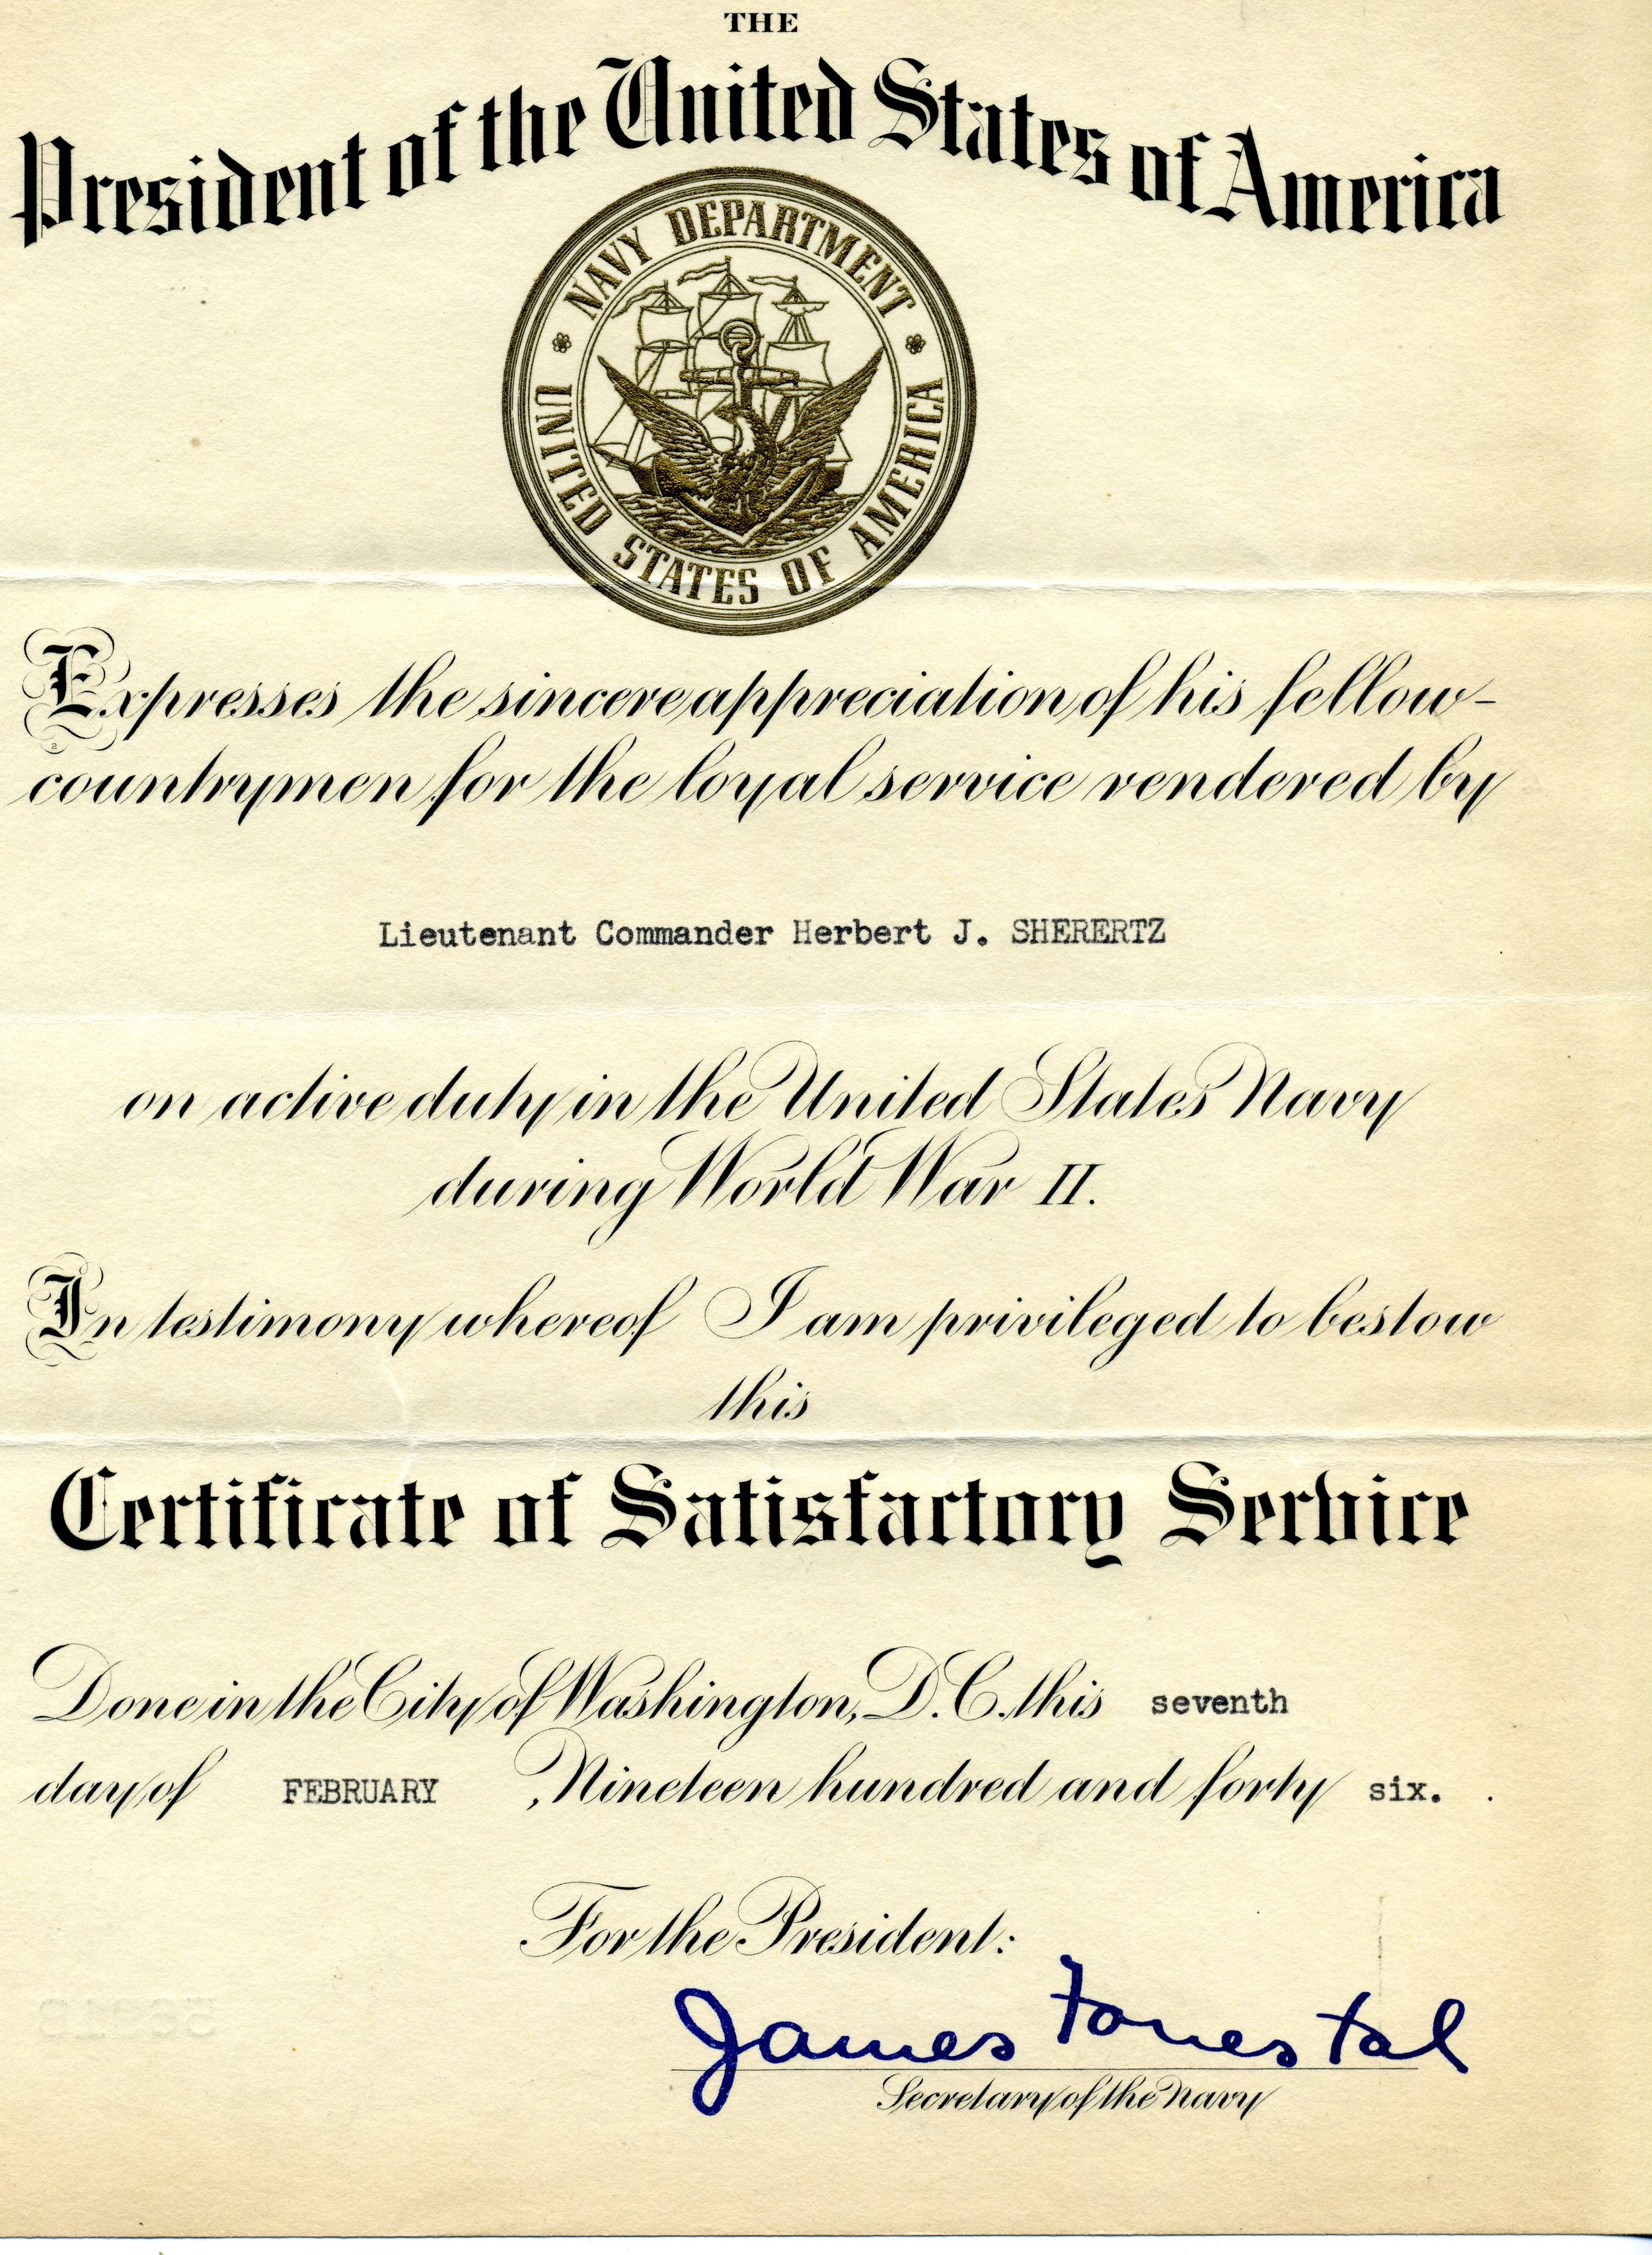 THE
President of the United States of America
NAVY DEPARTMENT
UNITED STATES OF AMERICA
Expresses the sincere appreciation of his fellow-
countrymen for the loyal service rendered by
Lieutenant Commander Herbert J. SHERERTZ
on active duty in the United States Navy
during World War II.
In testimony whereof I am privileged to bestow
this
Certificate of Satisfactory Service
Done in the City of Washington, D.C. this seventh
day of FEBRUARY , Nineteen hundred and forty six. .
For the President:
James Forrestal
Secretary of the Navy